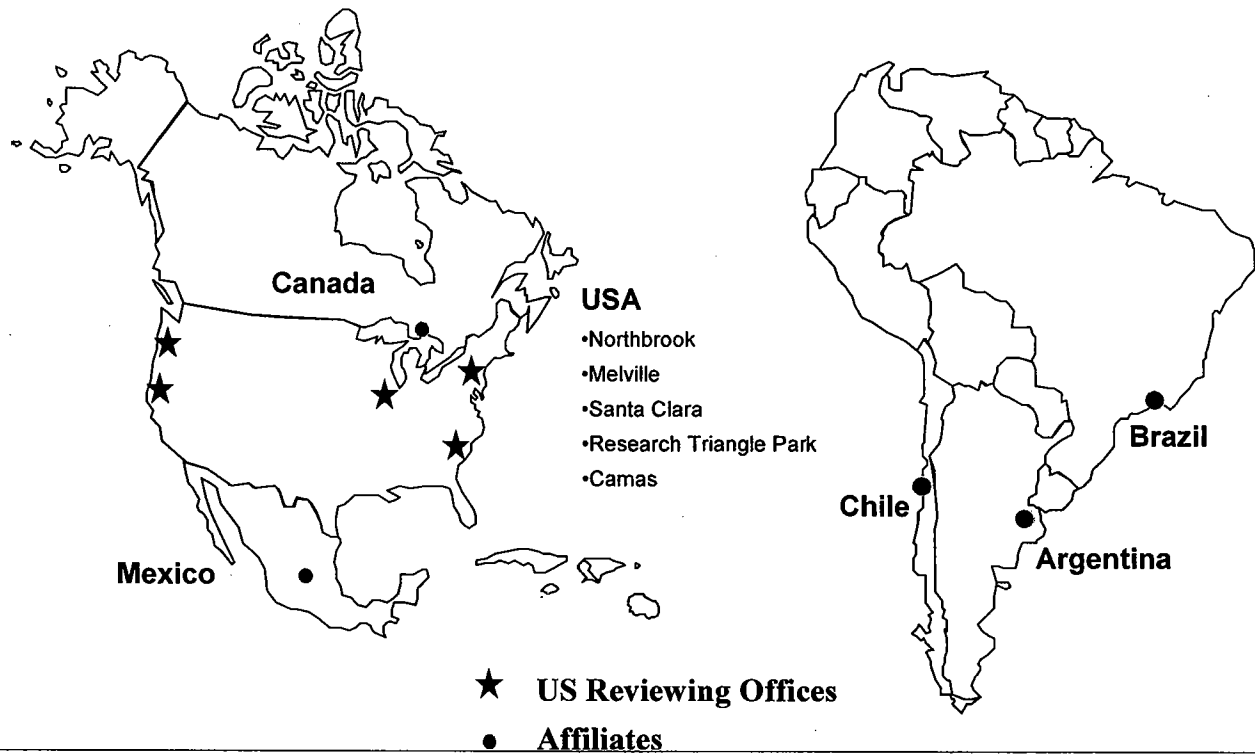 Canada
USA
•Northbrook
•Melville
•Santa Clara
•Research Triangle Park
•Camas
Mexico
Brazil
Chile
Argentina
★ US Reviewing Offices
● Affiliates